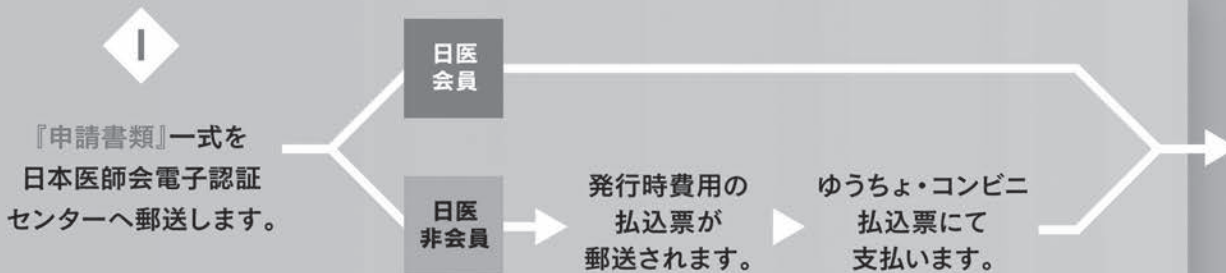 1
『申請書類』一式を
日本医師会電子認証
センターへ郵送します。
日医
会員
日医
非会員
発行時費用の
払込票が
郵送されます。
ゆうちょ・コンビニ
払込票にて
支払います。